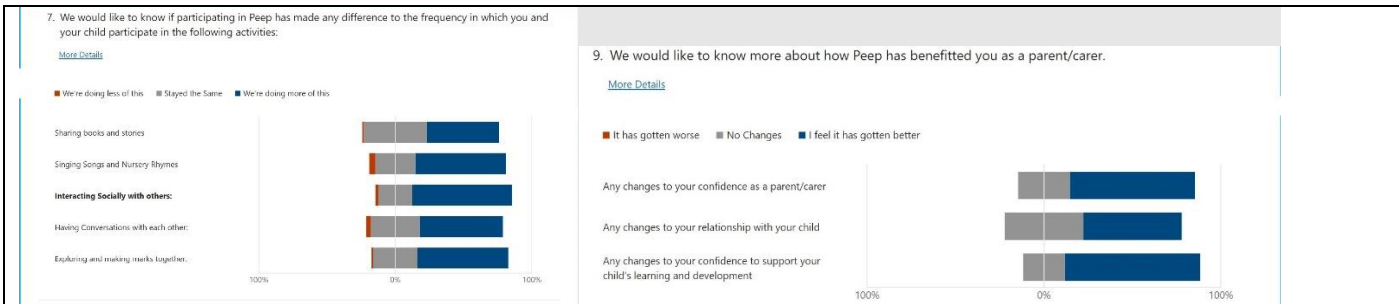 7. We would like to know if participating in Peep has made any difference to the frequency in which you and
your child participate in the following activities:
More Details
We're doing less of this Stayed the Same We're doing more of this
Sharing books and stories
Singing Songs and Nursery Rhymes
Interacting Socially with others:
Having Conversations with each other:
Exploring and making marks together.
100% 0% 100%
9. We would like to know more about how Peep has benefitted you as a parent/carer.
More Details
It has gotten worse No Changes I feel it has gotten better
Any changes to your confidence as a parent/carer
Any changes to your relationship with your child
Any changes to your confidence to support your
child's learning and development
100% 0% 100%